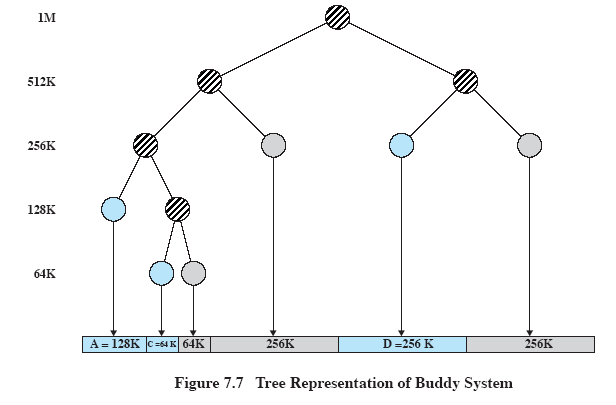 1M
512K
256K
128K
64K
A = 128K C =64 K 64K 256K D =256 K 256K
Figure 7.7 Tree Representation of Buddy System